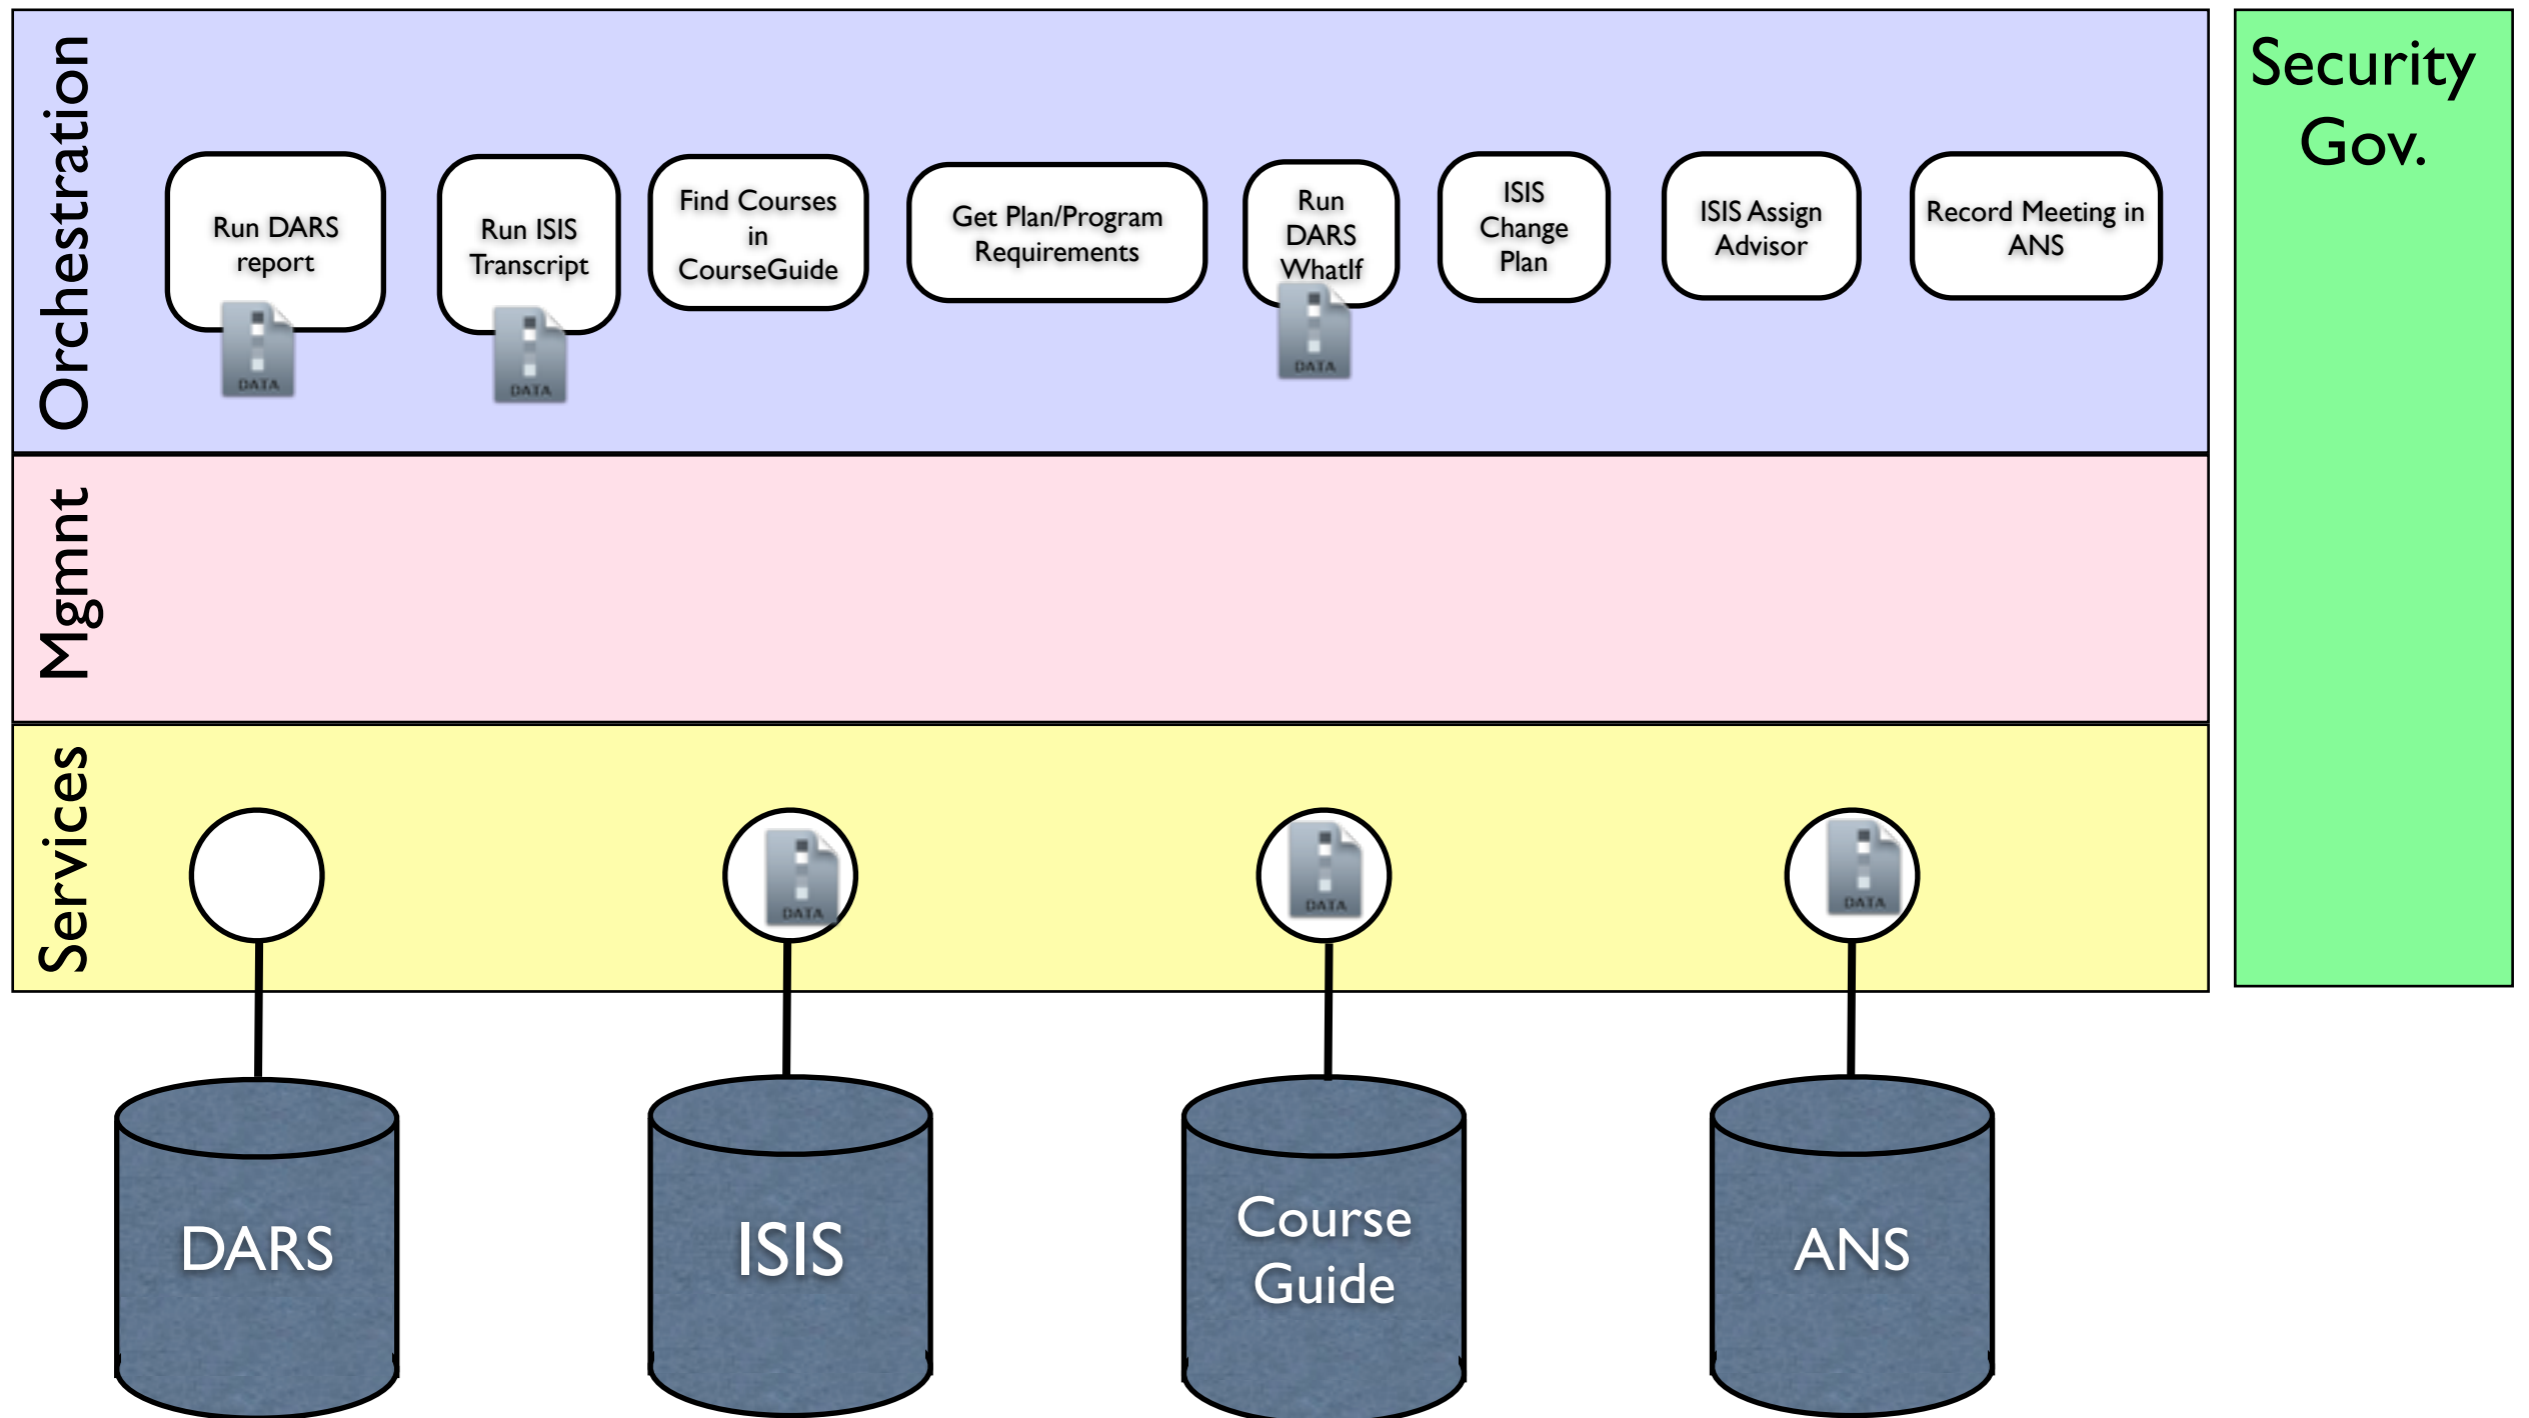 Orchestration
Run DARS
report
DATA
Run ISIS
Transcript
DATA
Find Courses
in
CourseGuide
Get Plan/Program
Requirements
Run
DARS
WhatIf
DATA
ISIS
Change
Plan
ISIS Assign
Advisor
Record Meeting in
ANS
Security
Gov.
Mgmnt
Services
DATA
DATA
DATA
DARS
ISIS
Course
Guide
ANS